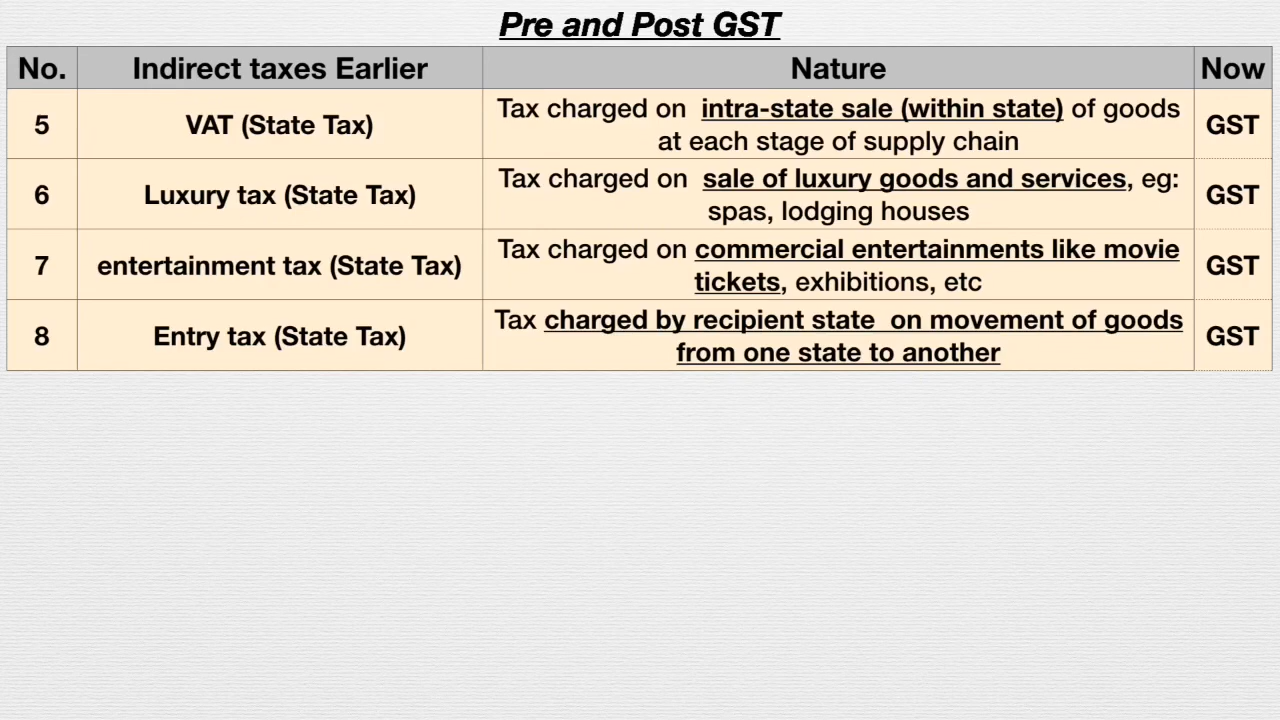 Pre and Post GST
No. Indirect taxes Earlier Nature Now
5 VAT (State Tax) Tax charged on intra-state sale (within state) of goods
at each stage of supply chain GST
6 Luxury tax (State Tax) Tax charged on sale of luxury goods and services, eg:
spas, lodging houses GST
7 entertainment tax (State Tax) Tax charged on commercial entertainments like movie
tickets, exhibitions, etc GST
8 Entry tax (State Tax) Tax charged by recipient state on movement of goods
from one state to another GST